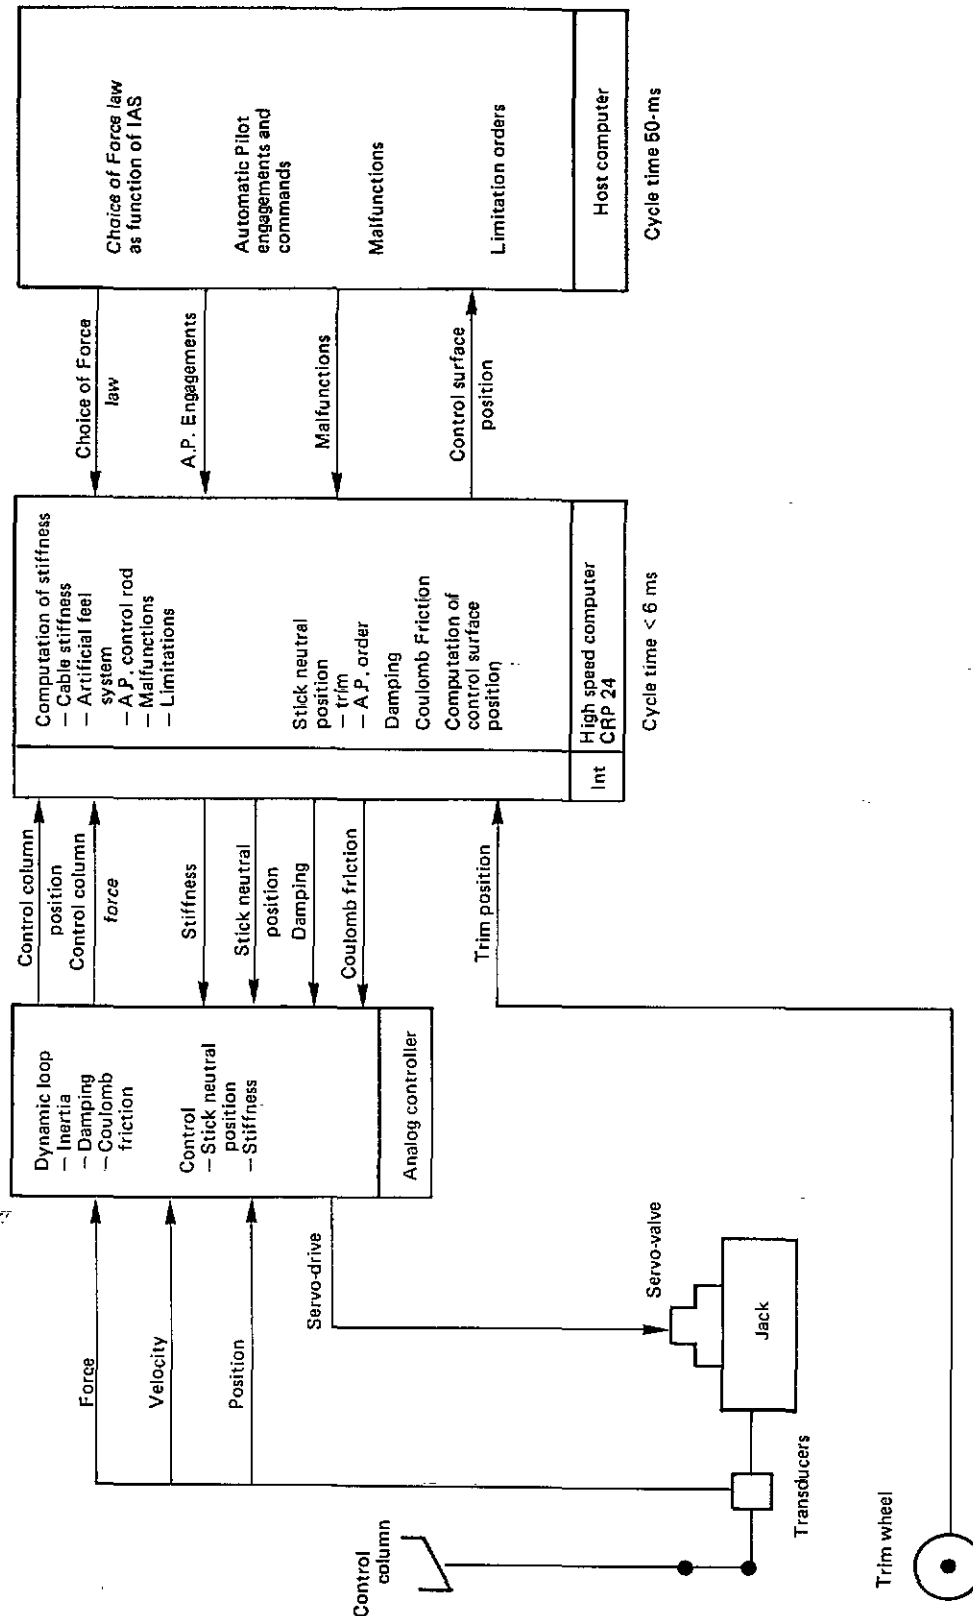 Control
column
Trim wheel
Transducers
Jack
Servo-valve
Force
Velocity
Position
Servo-drive
Dynamic loop
— Inertia
— Damping
— Coulomb
friction
Control
— Stick neutral
position
— Stiffness
Analog controller
Control column
position
Control column
force
Stiffness
Stick neutral
position
Damping
Coulomb friction
Trim position
Computation of stiffness
— Cable stiffness
— Artificial feel
system
— A.P. control rod
— Malfunctions
— Limitations
Stick neutral
position
— trim
— A.P. order
Damping
Coulomb Friction
Computation of
control surface
position
Int
High speed computer
CRP 24
Cycle time < 6 ms
Choice of Force
law
A.P. Engagements
Malfunctions
Control surface
position
Choice of Force law
as function of IAS
Automatic Pilot
engagements and
commands
Malfunctions
Limitation orders
Host computer
Cycle time 50-ms